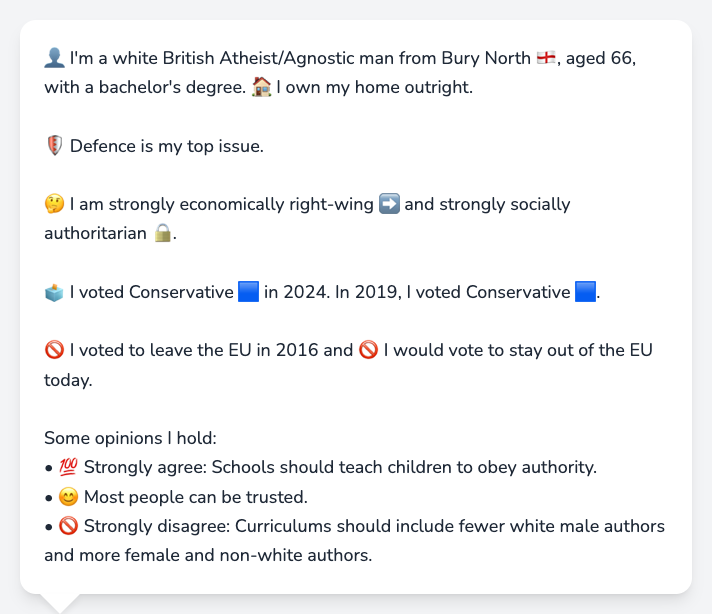 👤 I'm a white British Atheist/Agnostic man from Bury North 🏴󠁧󠁢󠁥󠁮󠁧󠁿, aged 66,
with a bachelor's degree. 🏠 I own my home outright.
🛡️ Defence is my top issue.
🤔 I am strongly economically right-wing ➡️ and strongly socially
authoritarian 🔒.
🗳️ I voted Conservative 🟦 in 2024. In 2019, I voted Conservative 🟦.
🚫 I voted to leave the EU in 2016 and 🚫 I would vote to stay out of the EU
today.
Some opinions I hold:
• 💯 Strongly agree: Schools should teach children to obey authority.
• 😊 Most people can be trusted.
• 🚫 Strongly disagree: Curriculums should include fewer white male authors
and more female and non-white authors.